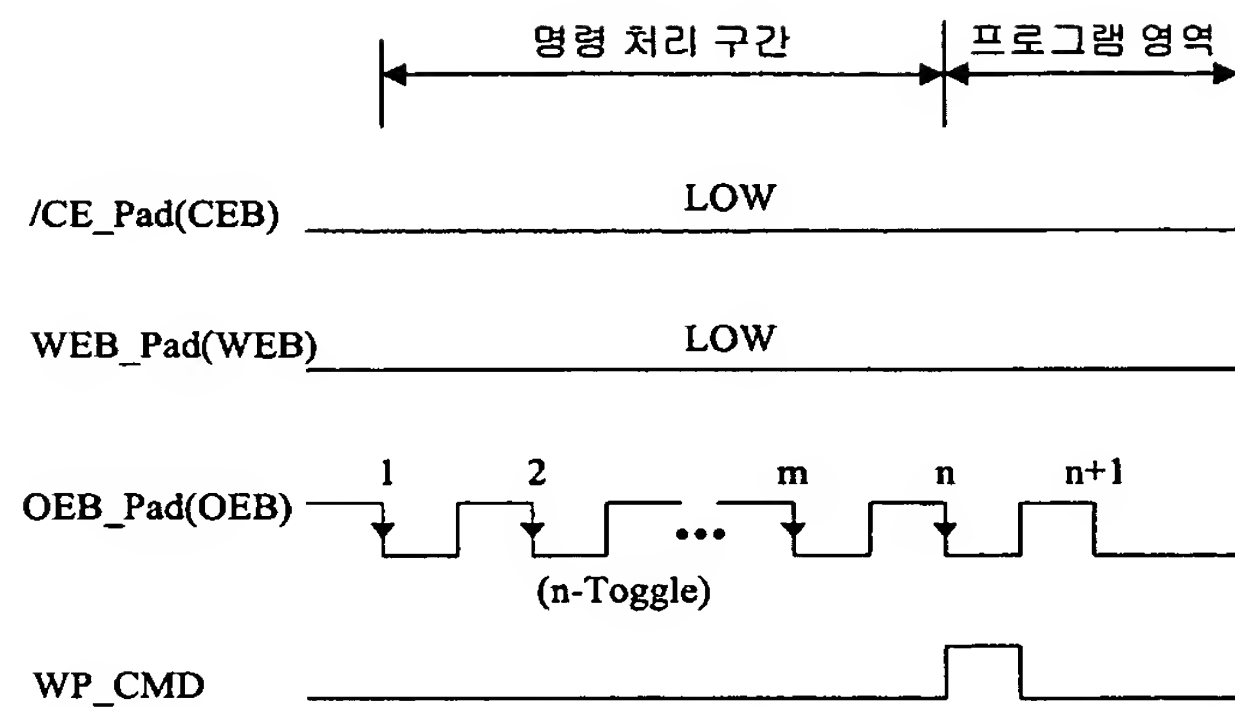 명령 처리 구간 프로그램 영역
/CE_Pad(CEB) LOW
WEB_Pad(WEB) LOW
1 2 m n n+1
OEB_Pad(OEB)
(n-Toggle)
WP_CMD